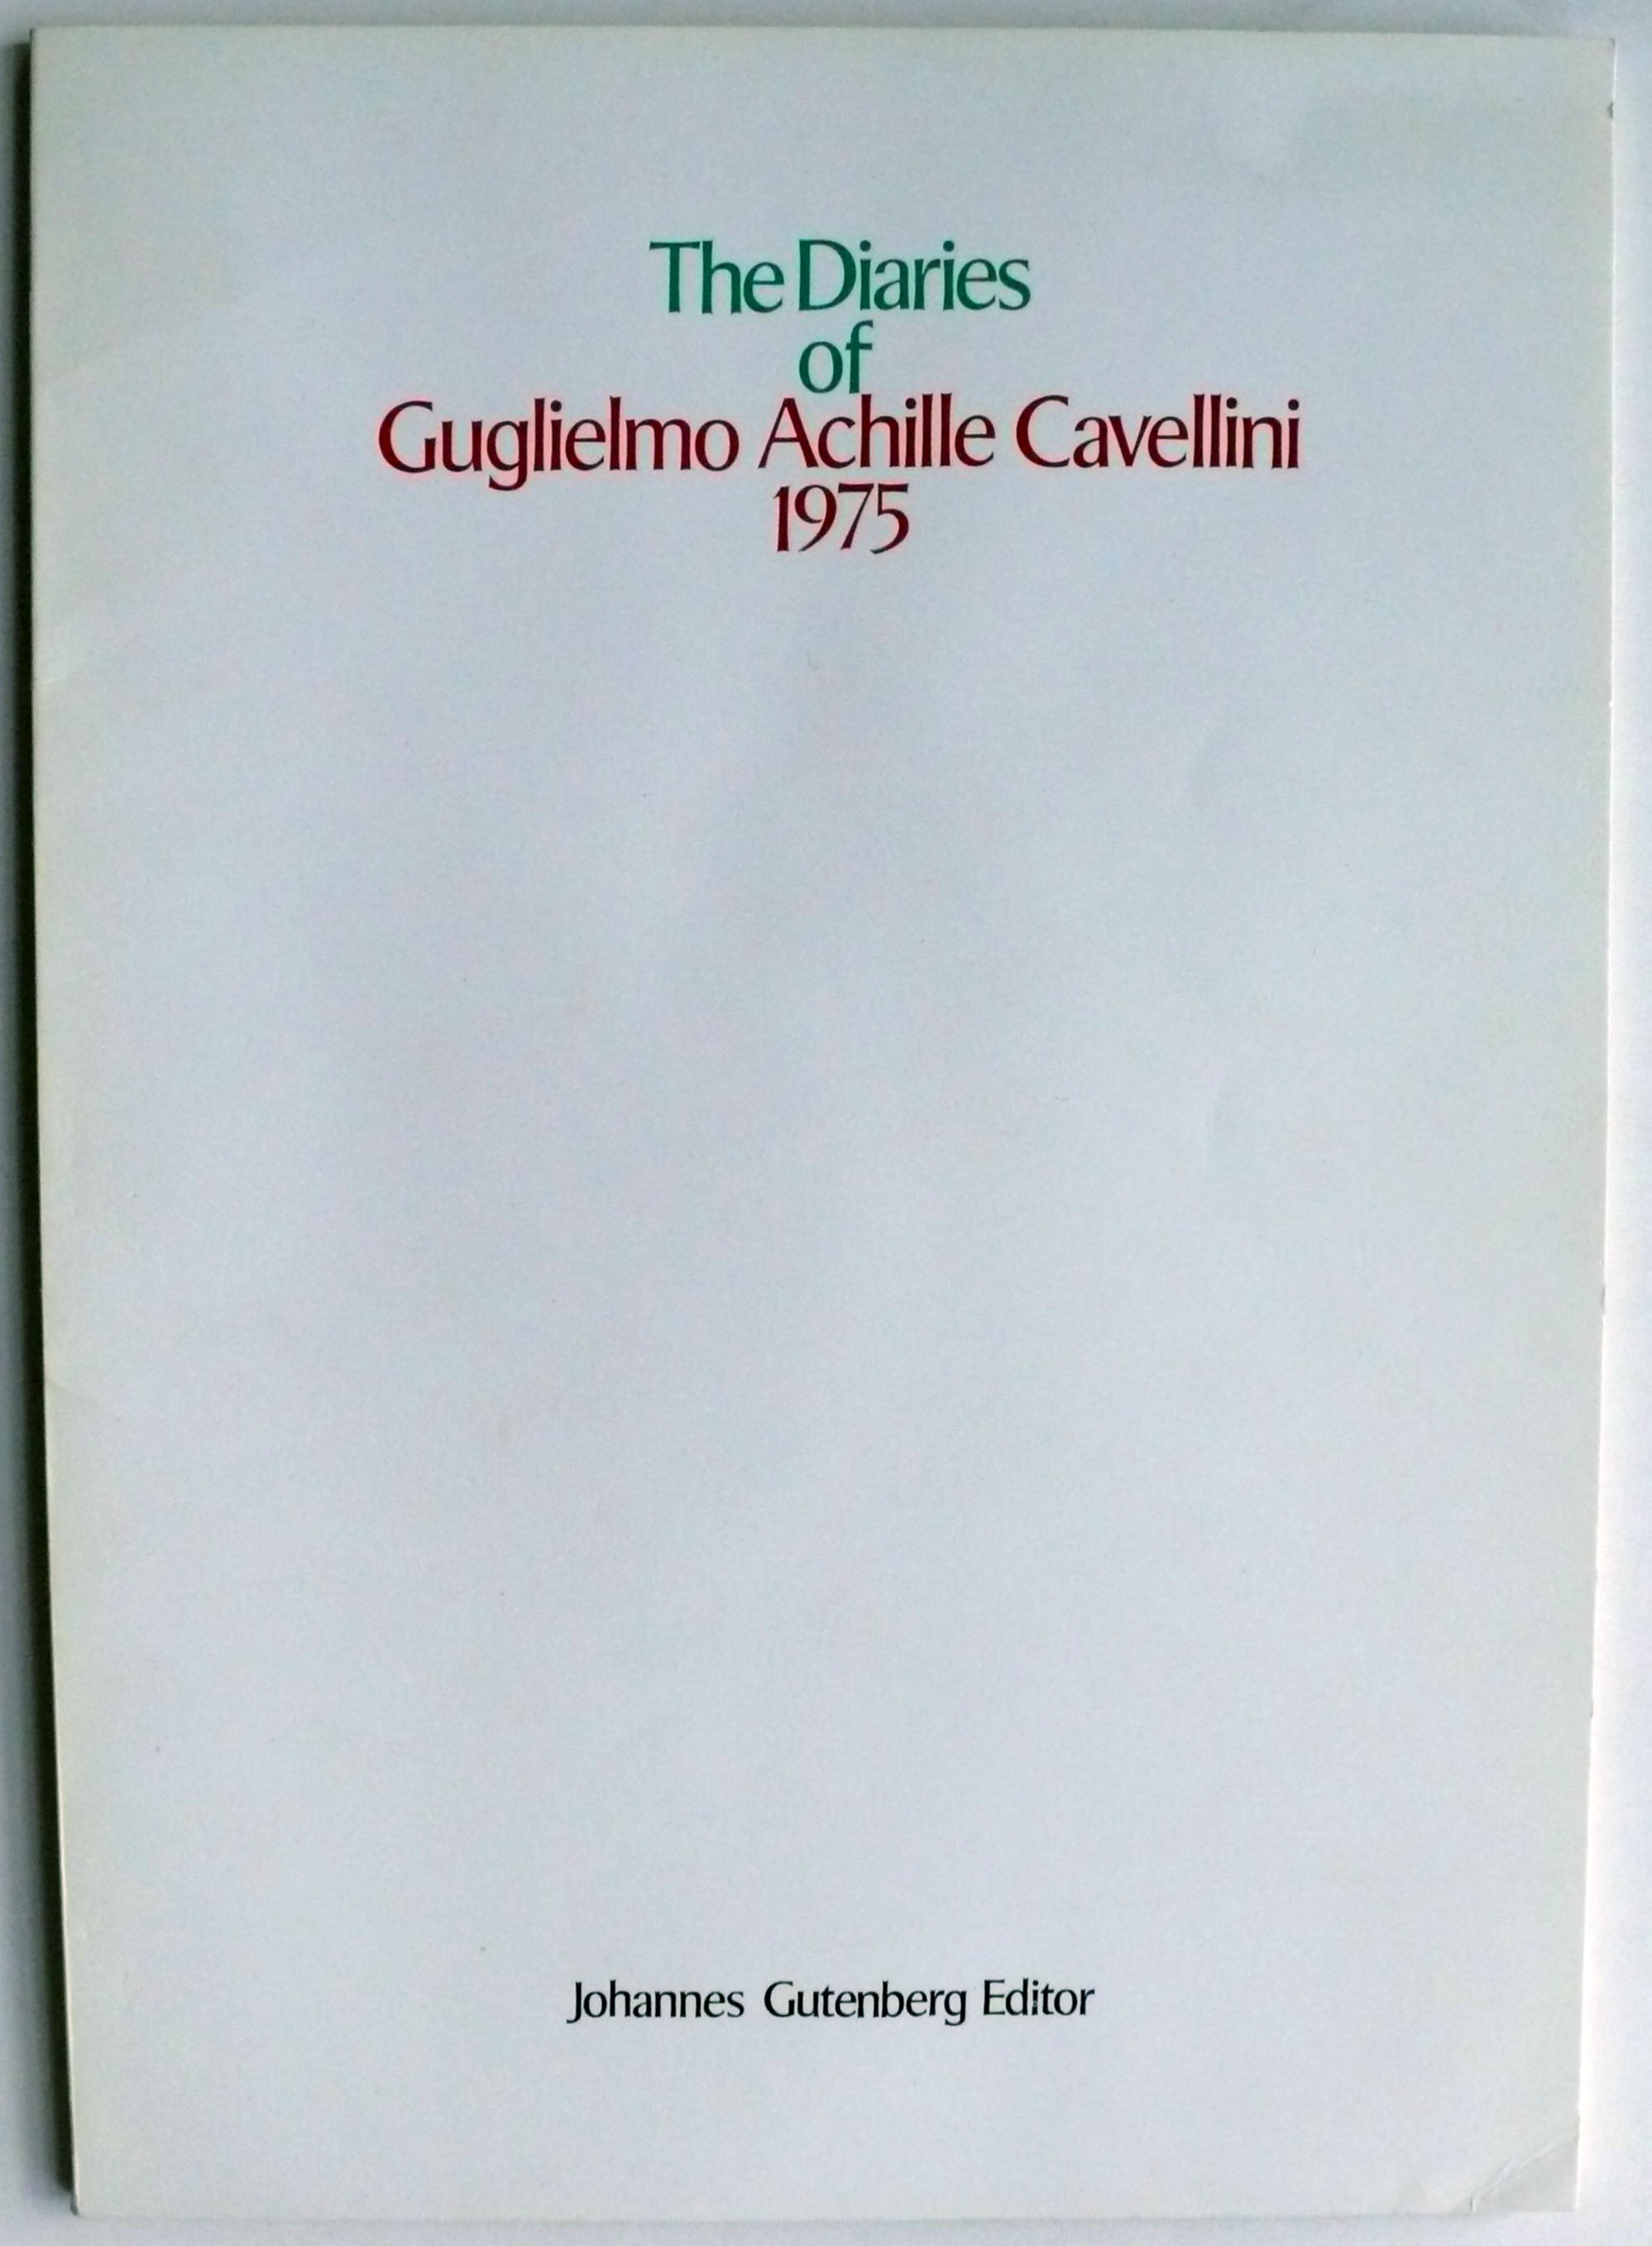 The Diaries
of
Guglielmo Achille Cavellini
1975
Johannes Gutenberg Editor